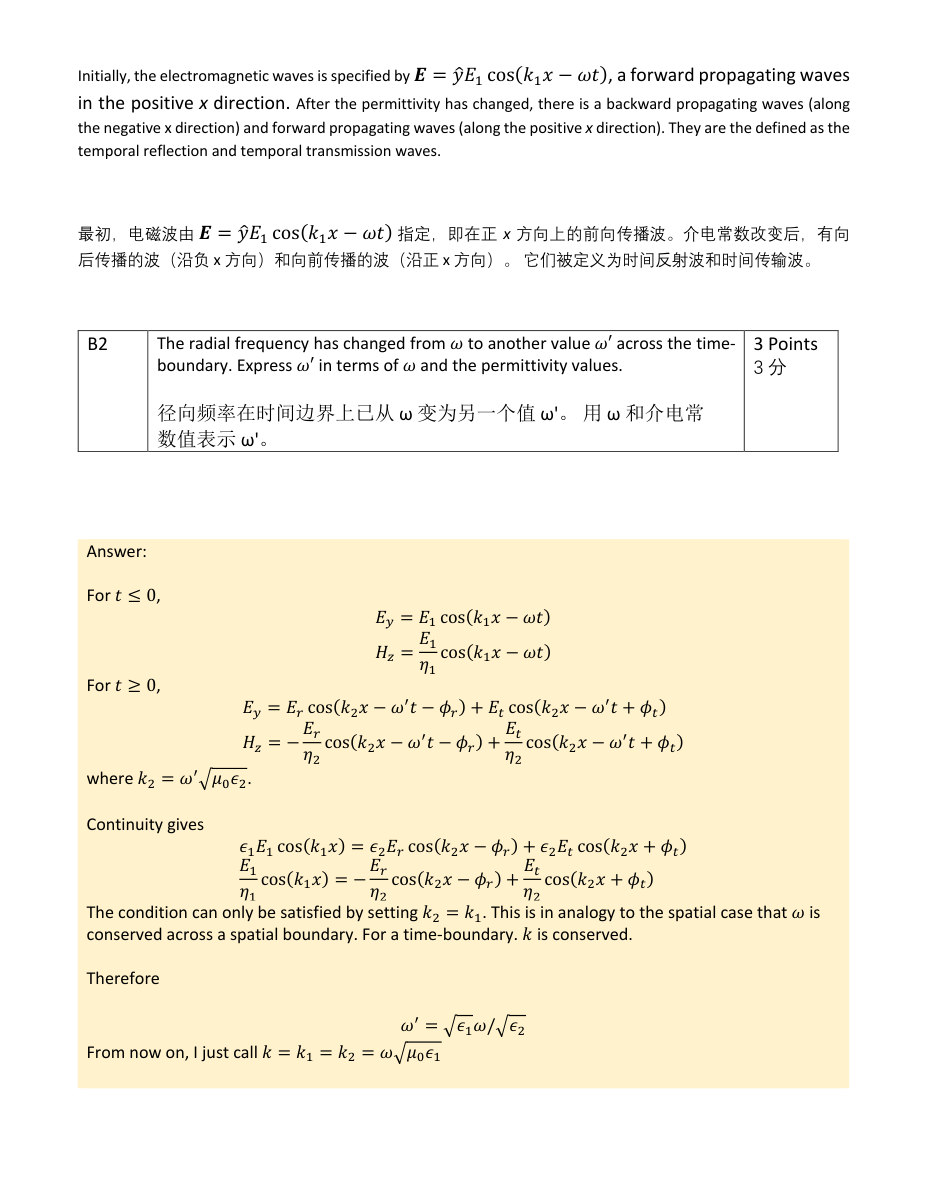 Initially, the electromagnetic waves is specified by 𝑬 = ŷ𝐸₁ cos(𝑘₁𝑥 − 𝜔𝑡), a forward propagating waves
in the positive x direction. After the permittivity has changed, there is a backward propagating waves (along
the negative x direction) and forward propagating waves (along the positive x direction). They are the defined as the
temporal reflection and temporal transmission waves.
最初，电磁波由 𝑬 = ŷ𝐸₁ cos(𝑘₁𝑥 − 𝜔𝑡) 指定，即在正 x 方向上的前向传播波。介电常数改变后，有向
后传播的波（沿负 x 方向）和向前传播的波（沿正 x 方向）。 它们被定义为时间反射波和时间传输波。
B2
The radial frequency has changed from 𝜔 to another value 𝜔′ across the time-
boundary. Express 𝜔′ in terms of 𝜔 and the permittivity values.
径向频率在时间边界上已从 ω 变为另一个值 ω'。 用 ω 和介电常
数值表示 ω'。
3 Points
3 分
Answer:
For 𝑡 ≤ 0,
𝐸_𝑦 = 𝐸₁ cos(𝑘₁𝑥 − 𝜔𝑡)
𝐻_𝑧 = 𝐸₁/𝜂₁ cos(𝑘₁𝑥 − 𝜔𝑡)
For 𝑡 ≥ 0,
𝐸_𝑦 = 𝐸_𝑟 cos(𝑘₂𝑥 − 𝜔′𝑡 − 𝜙_𝑟) + 𝐸_𝑡 cos(𝑘₂𝑥 − 𝜔′𝑡 + 𝜙_𝑡)
𝐻_𝑧 = − 𝐸_𝑟/𝜂₂ cos(𝑘₂𝑥 − 𝜔′𝑡 − 𝜙_𝑟) + 𝐸_𝑡/𝜂₂ cos(𝑘₂𝑥 − 𝜔′𝑡 + 𝜙_𝑡)
where 𝑘₂ = 𝜔′√(𝜇₀𝜖₂).
Continuity gives
𝜖₁𝐸₁ cos(𝑘₁𝑥) = 𝜖₂𝐸_𝑟 cos(𝑘₂𝑥 − 𝜙_𝑟) + 𝜖₂𝐸_𝑡 cos(𝑘₂𝑥 + 𝜙_𝑡)
𝐸₁/𝜂₁ cos(𝑘₁𝑥) = − 𝐸_𝑟/𝜂₂ cos(𝑘₂𝑥 − 𝜙_𝑟) + 𝐸_𝑡/𝜂₂ cos(𝑘₂𝑥 + 𝜙_𝑡)
The condition can only be satisfied by setting 𝑘₂ = 𝑘₁. This is in analogy to the spatial case that 𝜔 is
conserved across a spatial boundary. For a time-boundary. 𝑘 is conserved.
Therefore
𝜔′ = √𝜖₁𝜔/√𝜖₂
From now on, I just call 𝑘 = 𝑘₁ = 𝑘₂ = 𝜔√(𝜇₀𝜖₁)